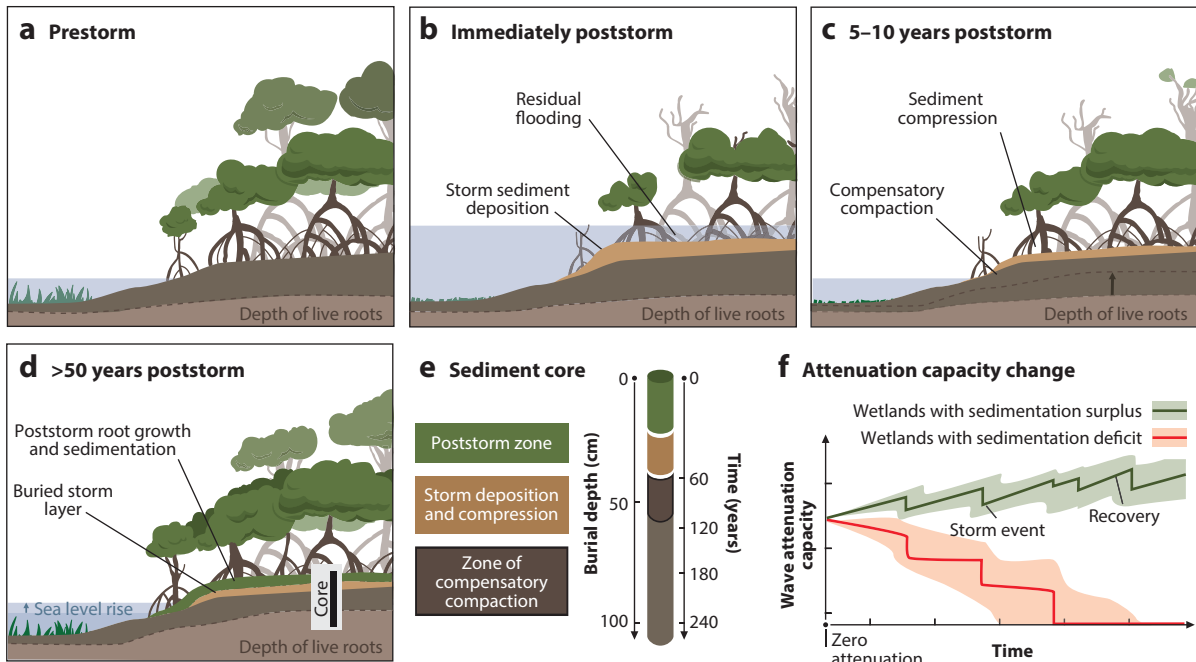 a Prestorm
Depth of live roots
b Immediately poststorm
Residual
flooding
Storm sediment
deposition
Depth of live roots
c 5–10 years poststorm
Sediment
compression
Compensatory
compaction
Depth of live roots
d >50 years poststorm
Poststorm root growth
and sedimentation
Buried storm
layer
Sea level rise
Core
Depth of live roots
e Sediment core
Poststorm zone
Storm deposition
and compression
Zone of
compensatory
compaction
Burial depth (cm)
0
50
100
Time (years)
0
60
120
180
240
f Attenuation capacity change
Wetlands with sedimentation surplus
Wetlands with sedimentation deficit
Wave attenuation
capacity
Storm event
Recovery
Zero
attenuation
Time